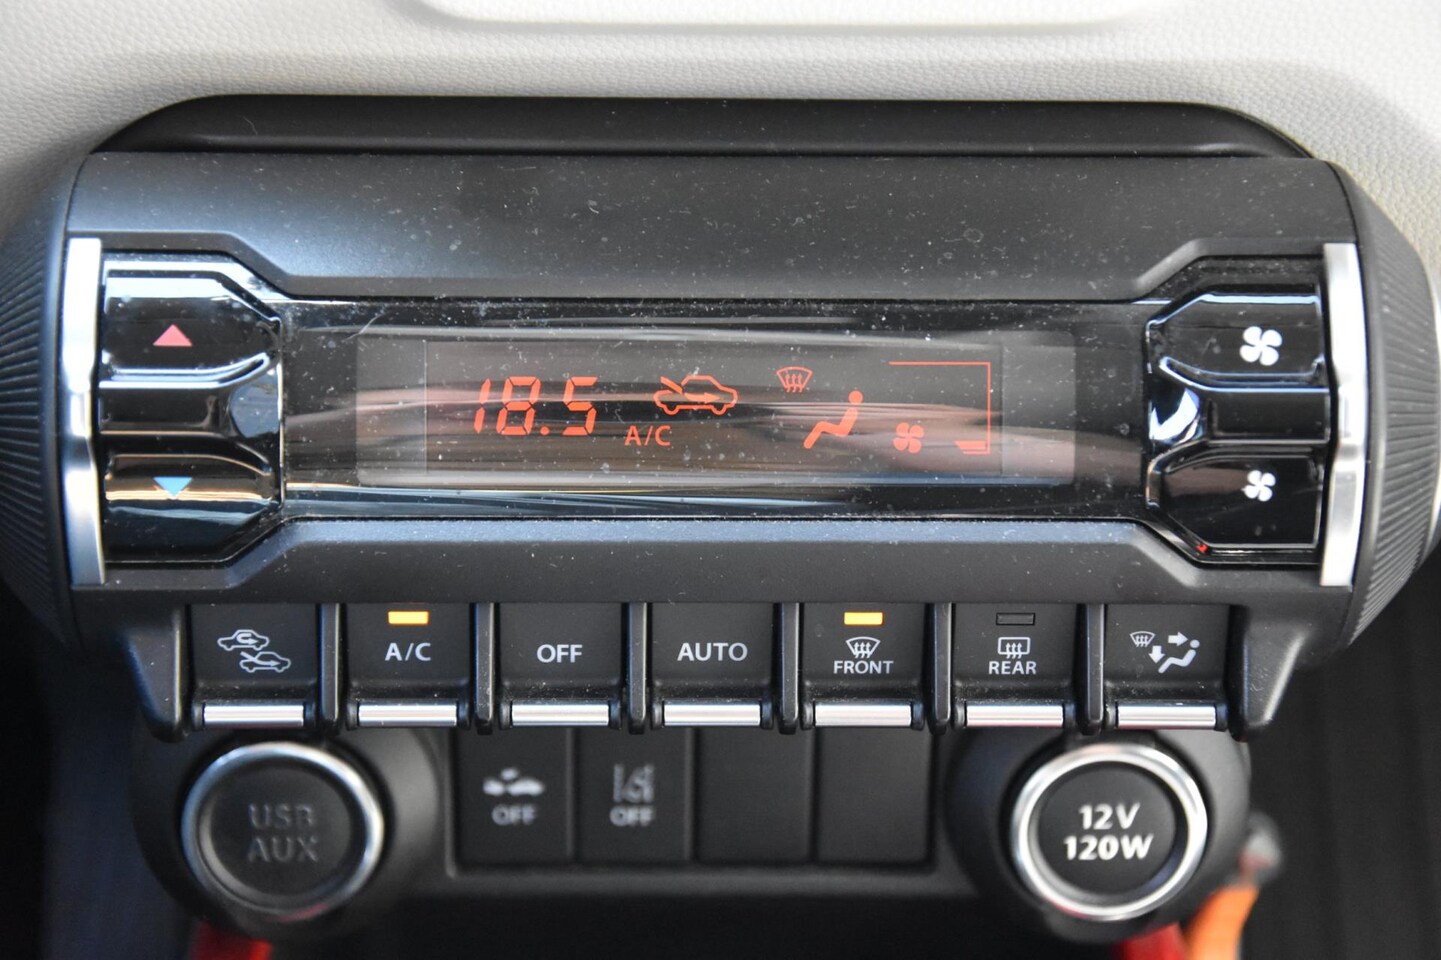 18.5
A/C
A/C
OFF
AUTO
FRONT
REAR
USB
AUX
OFF
OFF
12V
120W